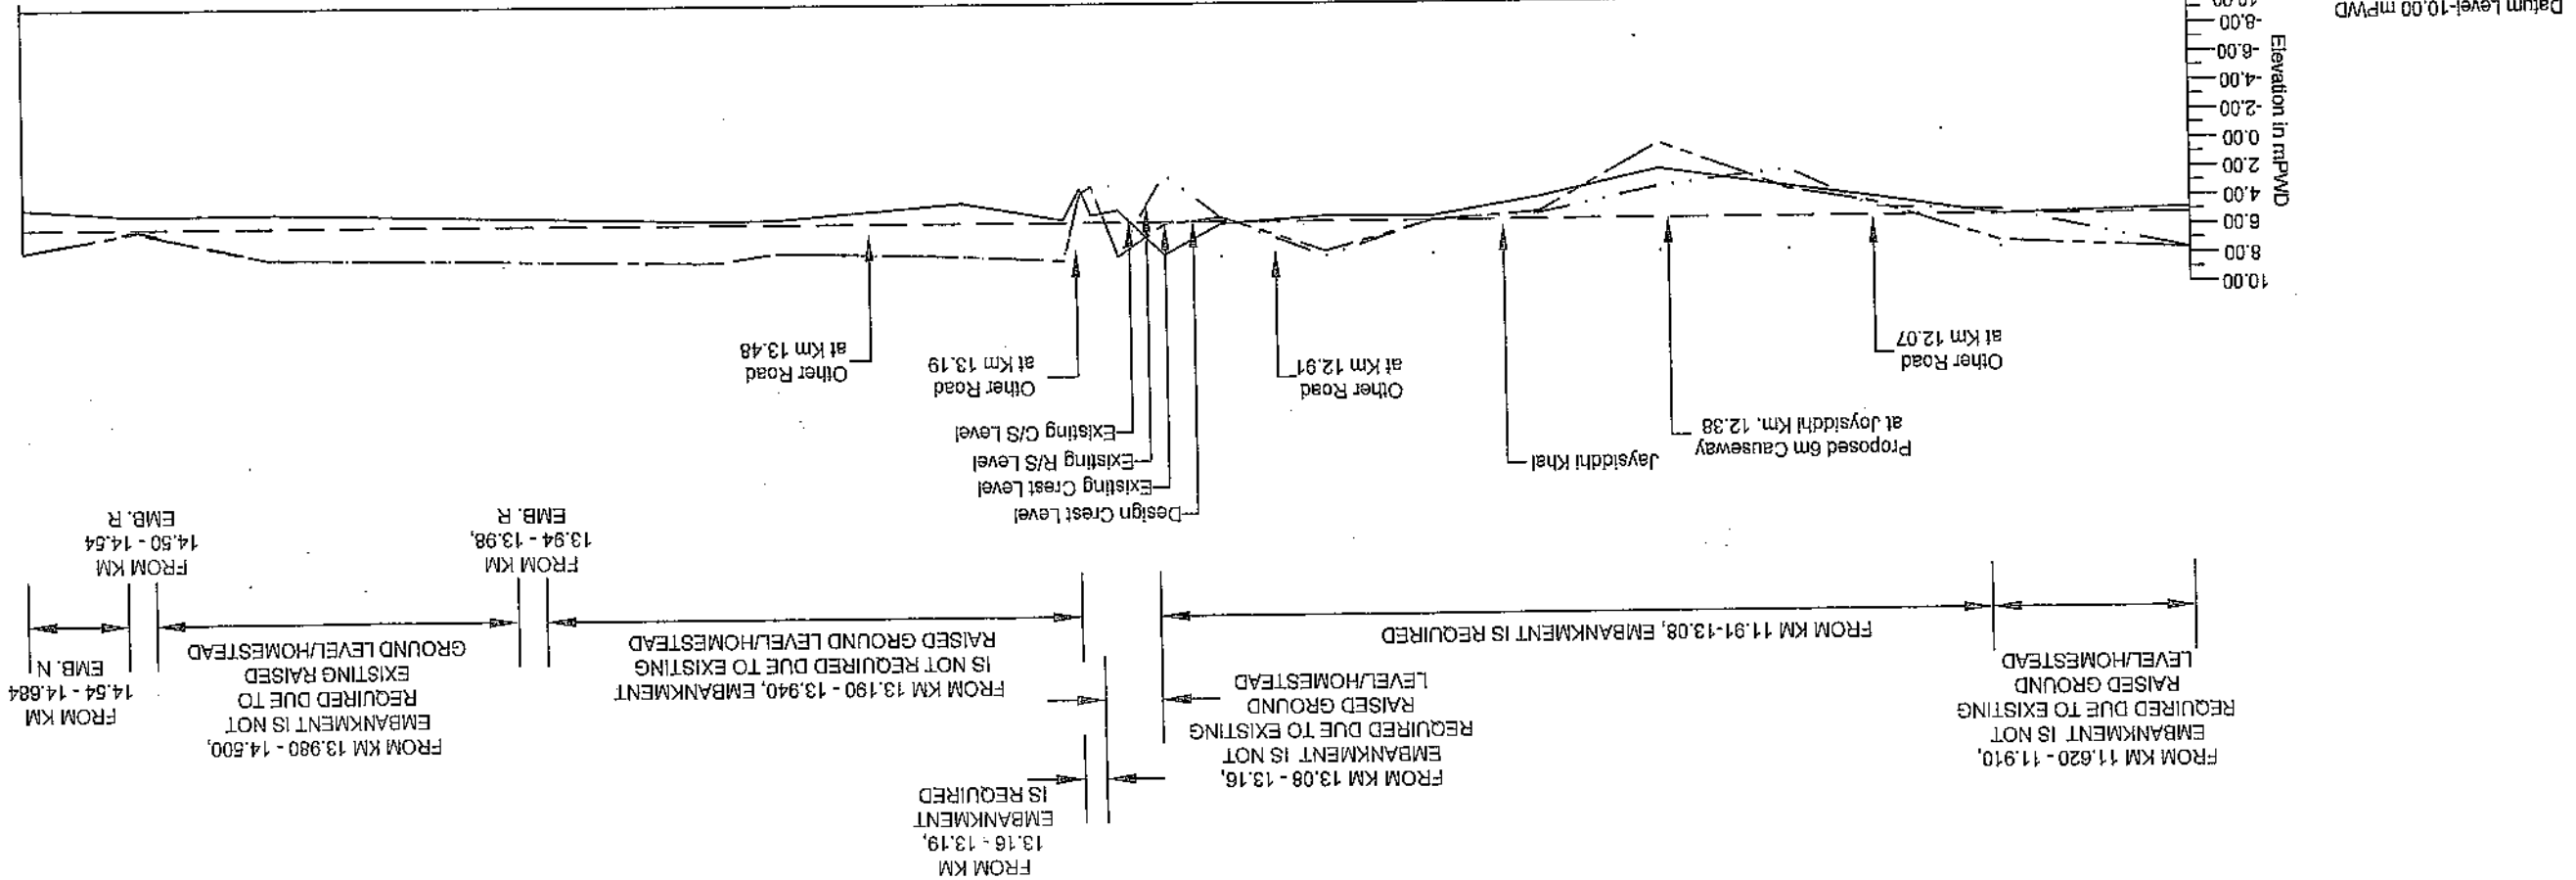 FROM KM 11.620 - 11.910,
EMBANKMENT IS NOT
REQUIRED DUE TO EXISTING
RAISED GROUND
LEVEL/HOMESTEAD
FROM KM 11.91-13.08, EMBANKMENT IS REQUIRED
FROM KM 13.08 - 13.16,
EMBANKMENT IS NOT
REQUIRED DUE TO EXISTING
RAISED GROUND
LEVEL/HOMESTEAD
FROM KM
13.16 - 13.19,
EMBANKMENT
IS REQUIRED
FROM KM 13.190 - 13.940, EMBANKMENT
IS NOT REQUIRED DUE TO EXISTING
RAISED GROUND LEVEL/HOMESTEAD
FROM KM
13.94 - 13.98,
EMB. R
FROM KM 13.980 - 14.500,
EMBANKMENT IS NOT
REQUIRED DUE TO
EXISTING RAISED
GROUND LEVEL/HOMESTEAD
FROM KM
14.50 - 14.54
EMB. R
FROM KM
14.54 - 14.684
EMB. N
Proposed 6m Causeway
at Joysiddhi Km. 12.38
Jaysiddhi Khal
Design Crest Level
Existing Crest Level
Existing R/S Level
Existing C/S Level
Other Road
at Km 12.07
Other Road
at Km 12.91
Other Road
at Km 13.19
Other Road
at Km 13.48
Elevation in mPWD
10.00
8.00
6.00
4.00
2.00
0.00
-2.00
-4.00
-6.00
-8.00
-10.00
Datum Level-10.00 mPWD